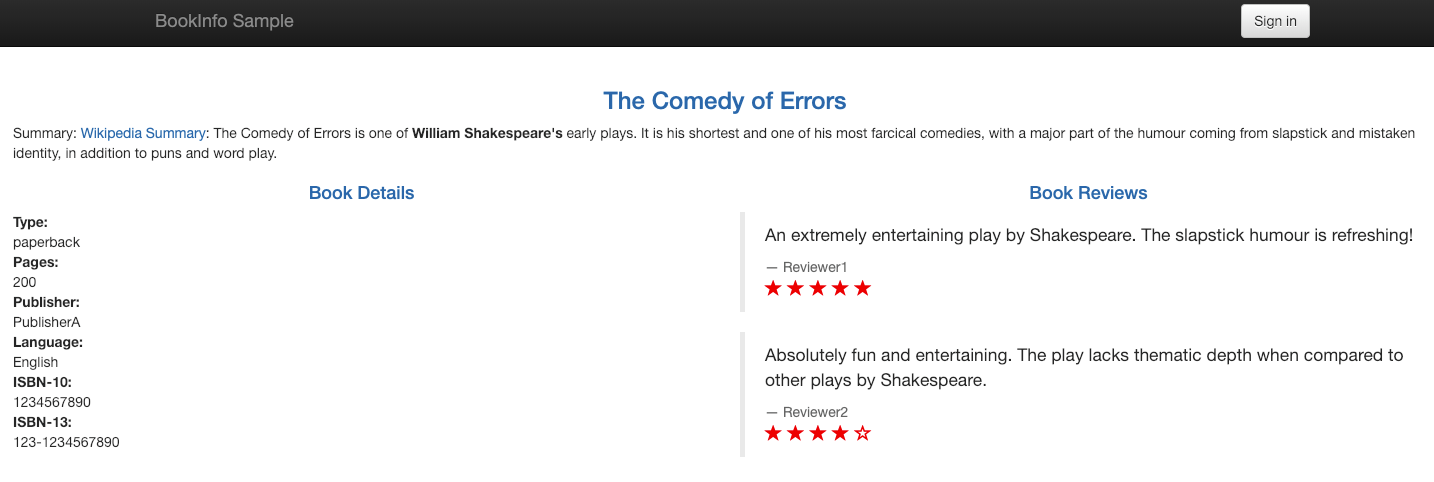 BookInfo Sample
Sign in
The Comedy of Errors
Summary: Wikipedia Summary: The Comedy of Errors is one of William Shakespeare's early plays. It is his shortest and one of his most farcical comedies, with a major part of the humour coming from slapstick and mistaken
identity, in addition to puns and word play.
Book Details
Type:
paperback
Pages:
200
Publisher:
PublisherA
Language:
English
ISBN-10:
1234567890
ISBN-13:
123-1234567890
Book Reviews
An extremely entertaining play by Shakespeare. The slapstick humour is refreshing!
— Reviewer1
Absolutely fun and entertaining. The play lacks thematic depth when compared to
other plays by Shakespeare.
— Reviewer2